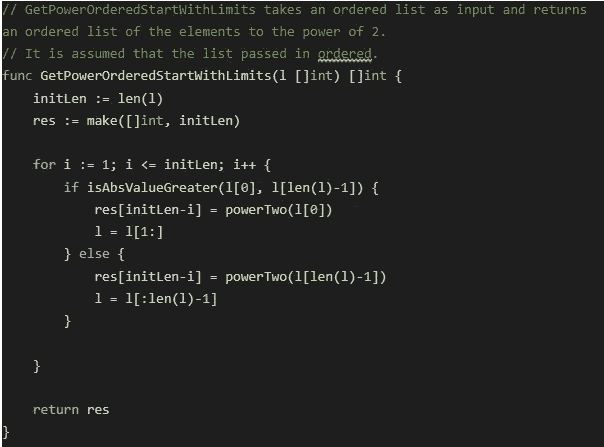 // GetPowerOrderedStartWithLimits takes an ordered list as input and returns
an ordered list of the elements to the power of 2.
// It is assumed that the list passed in ordered.
func GetPowerOrderedStartWithLimits(l []int) []int {
    initLen := len(l)
    res := make([]int, initLen)

    for i := 1; i <= initLen; i++ {
        if isAbsValueGreater(l[0], l[len(l)-1]) {
            res[initLen-i] = powerTwo(l[0])
            l = l[1:]
        } else {
            res[initLen-i] = powerTwo(l[len(l)-1])
            l = l[:len(l)-1]
        }

    }

    return res
}